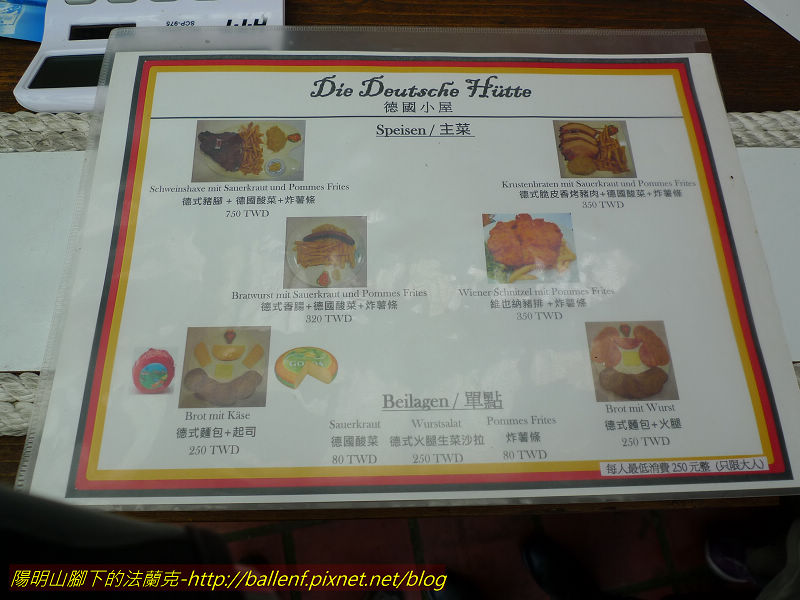 SCP-975
Die Deutsche Hütte
德國小屋
Speisen / 主菜
Schweinshaxe mit Sauerkraut und Pommes Frites
德式豬腳 + 德國酸菜+炸薯條
750 TWD
Krustenbraten mit Sauerkraut und Pommes Frites
德式脆皮香烤豬肉+德國酸菜+炸薯條
350 TWD
Bratwurst mit Sauerkraut und Pommes Frites
德式香腸+德國酸菜+炸薯條
320 TWD
Wiener Schnitzel mit Pommes Frites
維也納豬排 +炸薯條
350 TWD
Brot mit Käse
德式麵包+起司
250 TWD
Beilagen / 單點
Sauerkraut
德國酸菜
80 TWD
Wurstsalat
德式火腿生菜沙拉
250 TWD
Pommes Frites
炸薯條
80 TWD
Brot mit Wurst
德式麵包+火腿
250 TWD
每人最低消費 250 元整 (只限大人)
陽明山腳下的法蘭克-http://ballenf.pixnet.net/blog